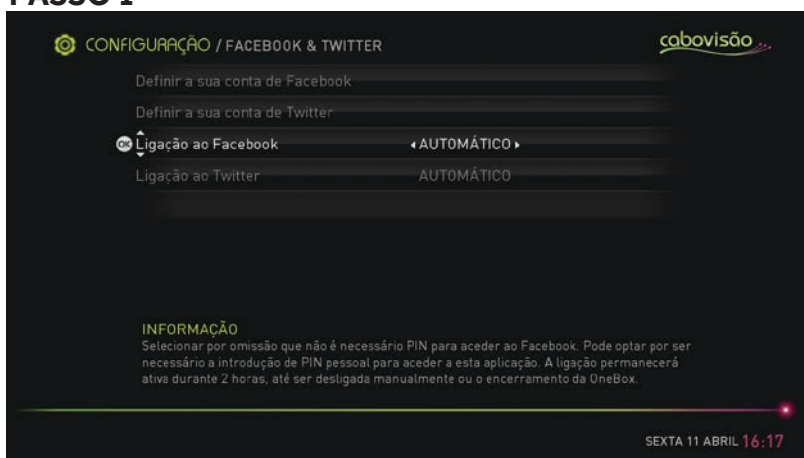 PASSO 1
CONFIGURAÇÃO / FACEBOOK & TWITTER
cabovisão
Definir a sua conta de Facebook
Definir a sua conta de Twitter
OK Ligação ao Facebook AUTOMÁTICO
Ligação ao Twitter AUTOMÁTICO
INFORMAÇÃO
Selecionar por omissão que não é necessário PIN para aceder ao Facebook. Pode optar por ser
necessário a introdução de PIN pessoal para aceder a esta aplicação. A ligação permanecerá
ativa durante 2 horas, até ser desligada manualmente ou o encerramento da OneBox.
SEXTA 11 ABRIL 16:17